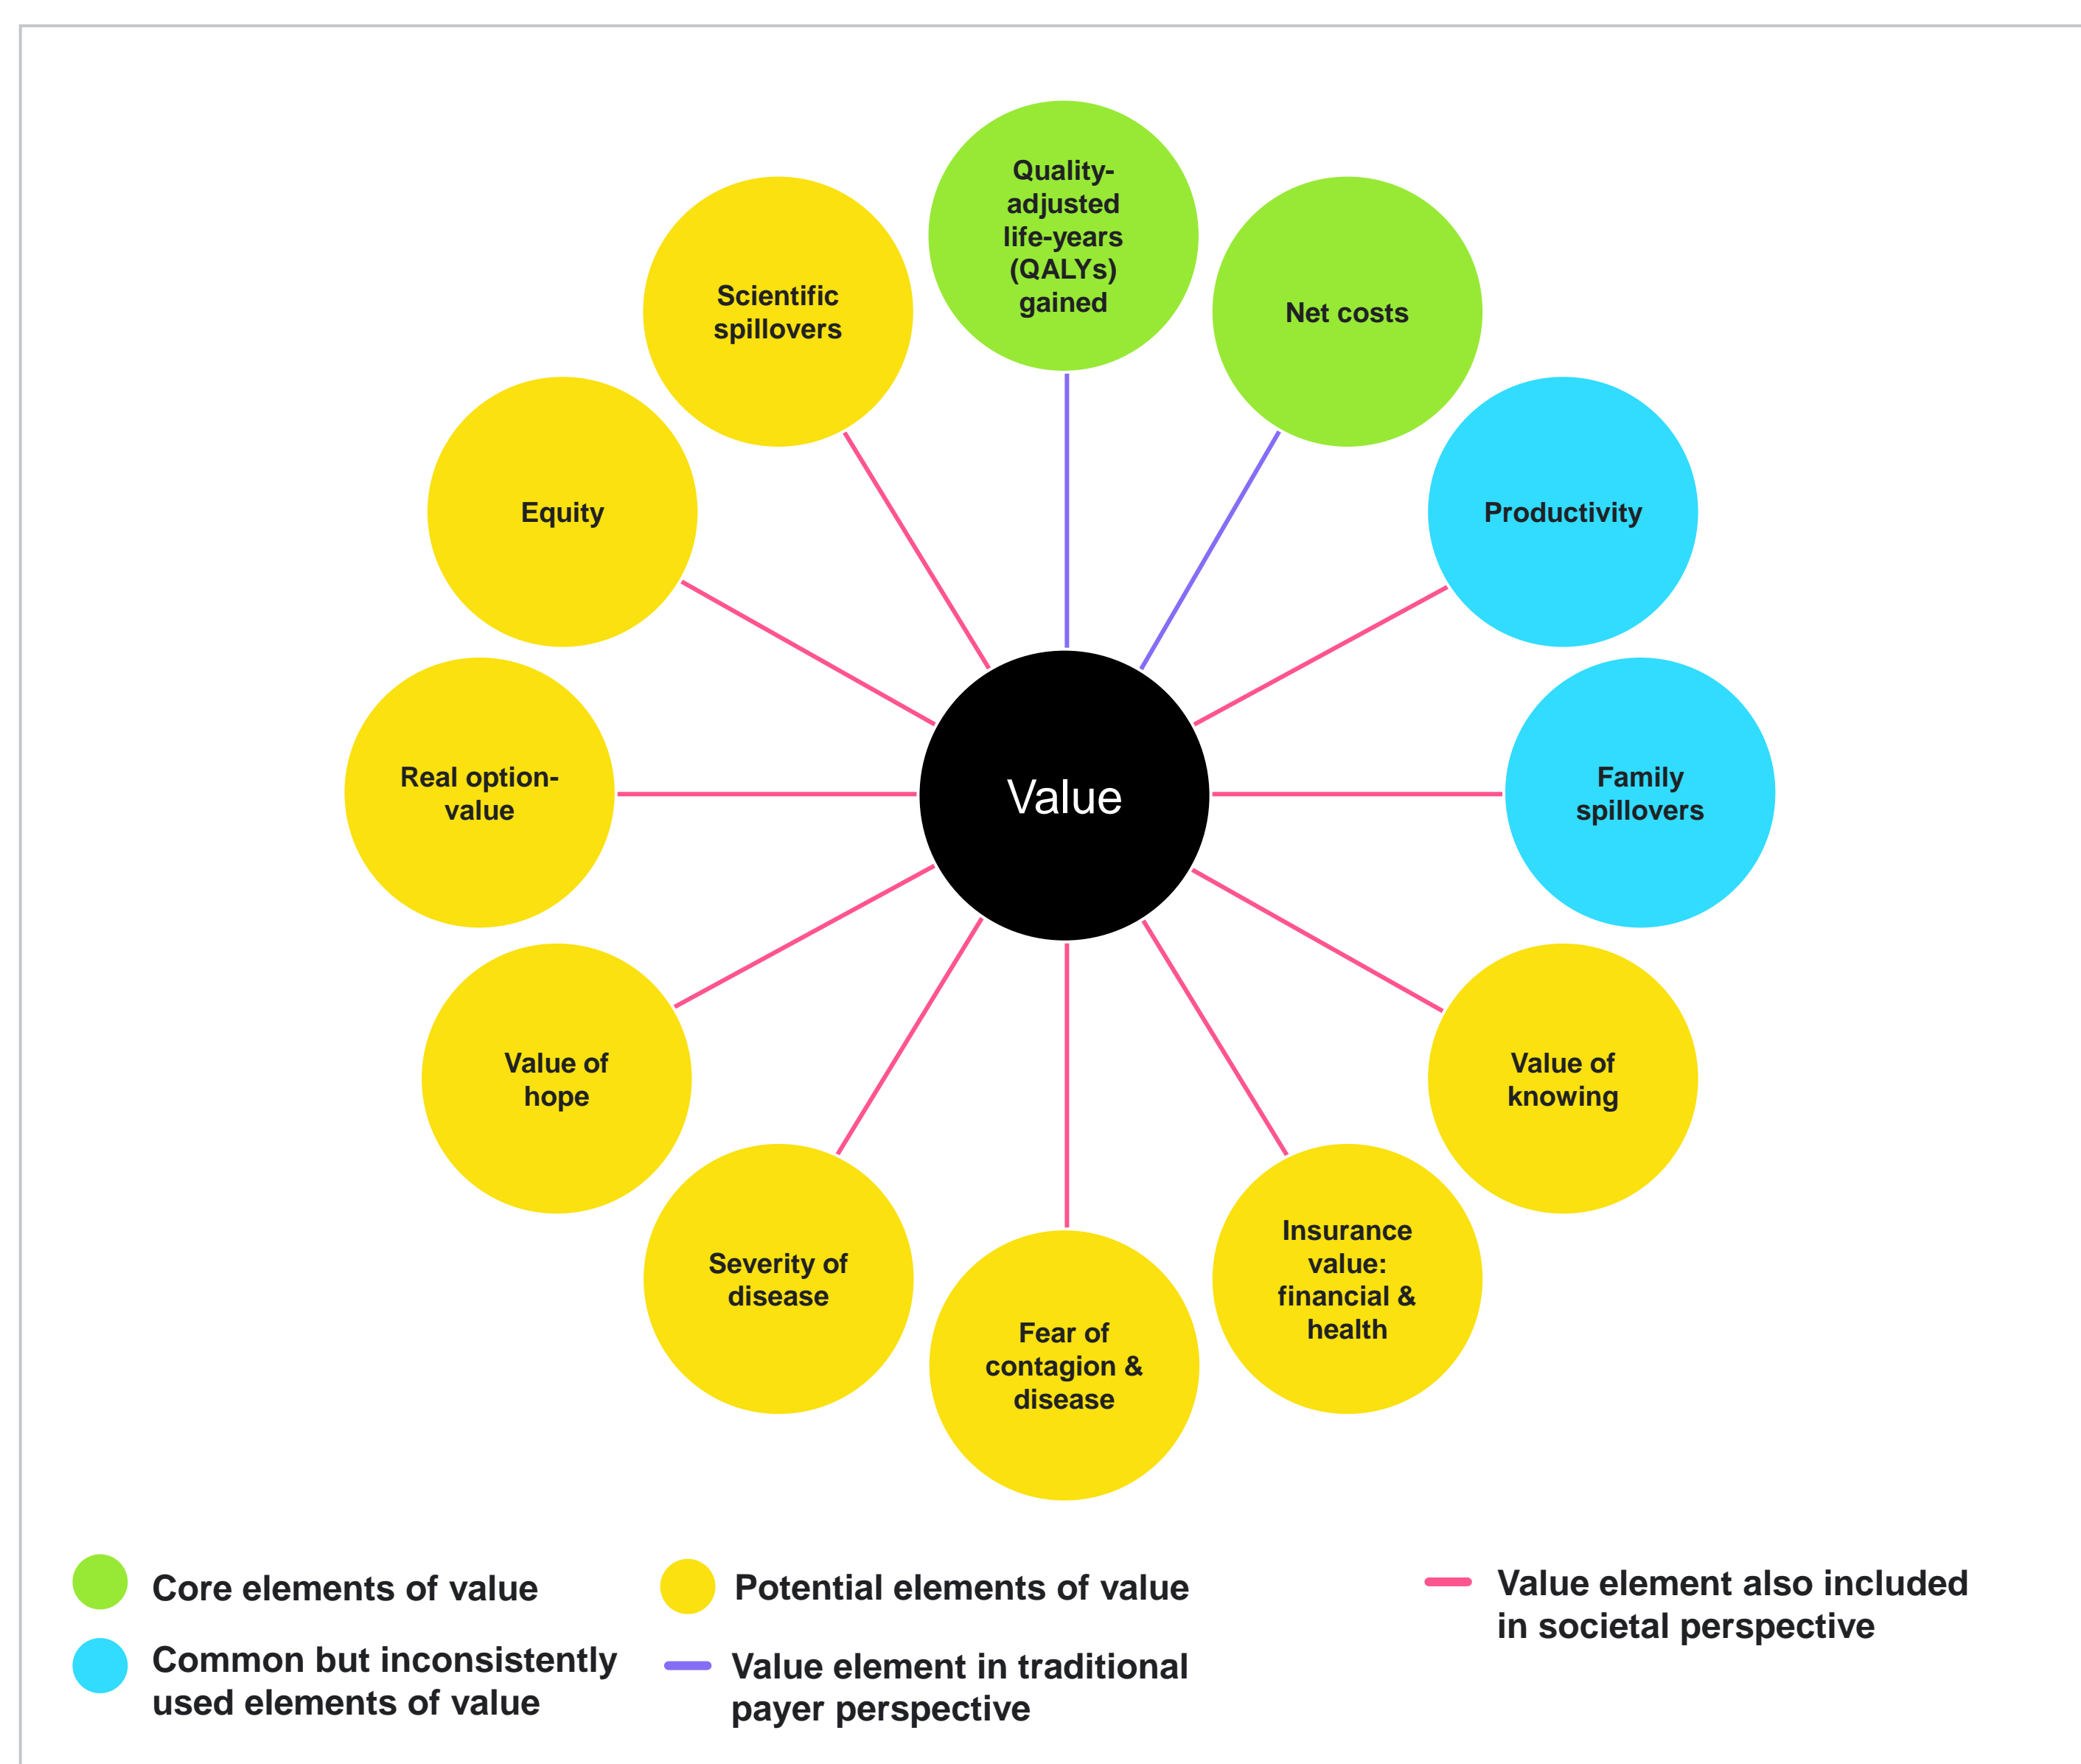 Quality-
adjusted
life-years
(QALYs)
gained
Scientific
spillovers
Net costs
Equity
Productivity
Real option-
value
Value
Family
spillovers
Value of
hope
Value of
knowing
Severity of
disease
Fear of
contagion &
disease
Insurance
value:
financial &
health
Core elements of value
Common but inconsistently
used elements of value
Potential elements of value
Value element in traditional
payer perspective
Value element also included
in societal perspective